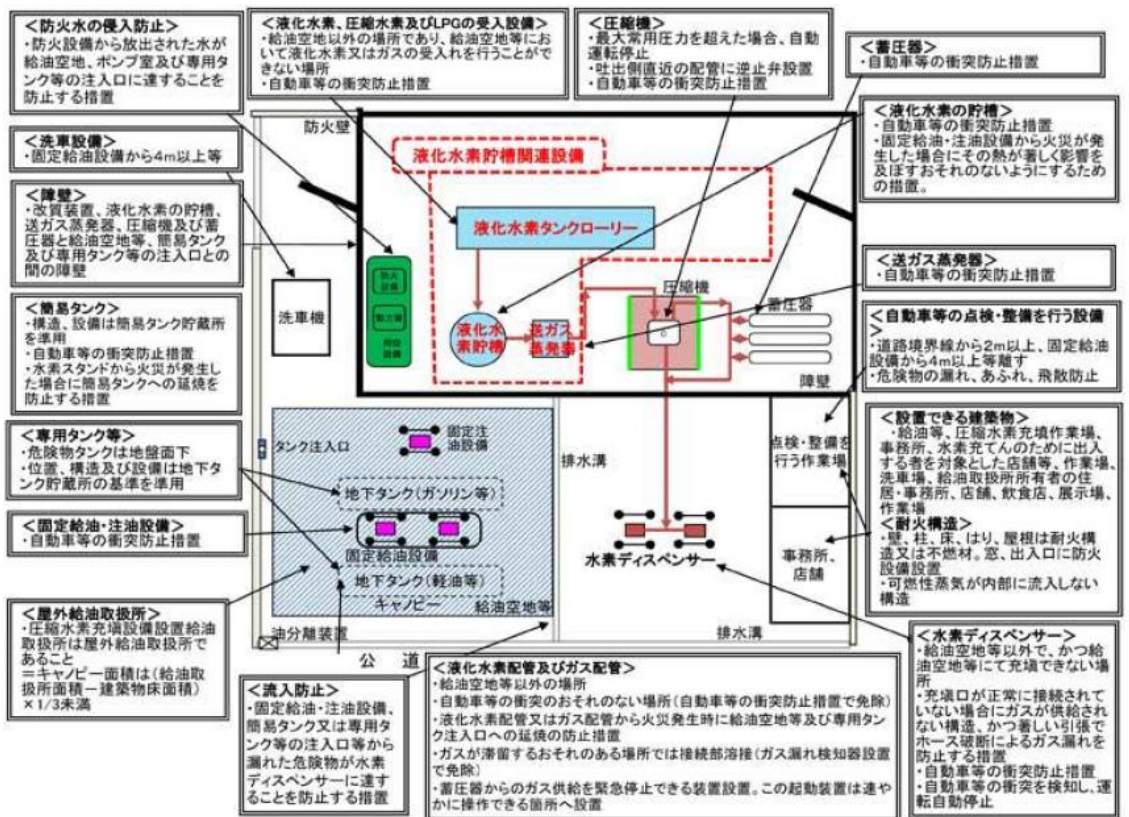 <防火水の侵入防止>
・防火設備から放出された水が
給油空地、ポンプ室及び専用タ
ンク等の注入口に達することを
防止する措置
<液化水素、圧縮水素及びLPGの受入設備>
・給油空地以外の場所であり、給油空地等にお
いて液化水素又はガスの受入れを行うことがで
きない場所
・自動車等の衝突防止措置
<圧縮機>
・最大常用圧力を超えた場合、自動
運転停止
・吐出側直近の配管に逆止弁設置
・自動車等の衝突防止措置
<蓄圧器>
・自動車等の衝突防止措置
<洗車設備>
・固定給油設備から4m以上等
<液化水素の貯槽>
・自動車等の衝突防止措置
・固定給油・注油設備から火災が発
生した場合にその熱が著しく影響を
及ぼすおそれのないようにするため
の措置。
<障壁>
・改質装置、液化水素の貯槽、
送ガス蒸発器、圧縮機及び蓄
圧器と給油空地等、簡易タンク
及び専用タンク等の注入口との
間の障壁
<送ガス蒸発器>
・自動車等の衝突防止措置
<簡易タンク>
・構造、設備は簡易タンク貯蔵所
を準用
・自動車等の衝突防止措置
・水素スタンドから火災が発生し
た場合に簡易タンクへの延焼を
防止する措置
<自動車等の点検・整備を行う設備
>
・道路境界線から2m以上、固定給油
設備から4m以上等離す
・危険物の漏れ、あふれ、飛散防止
<専用タンク等>
・危険物タンクは地盤面下
・位置、構造及び設備は地下タ
ンク貯蔵所の基準を準用
<設置できる建築物>
・給油等、圧縮水素充填作業場、
事務所、水素充てんのために出入
する者を対象とした店舗等、作業場、
洗車場、給油取扱所所有者の住
居・事務所、店舗、飲食店、展示場、
作業場
<耐火構造>
・壁、柱、床、はり、屋根は耐火構
造又は不燃材。窓、出入口に防火
設備設置
・可燃性蒸気が内部に流入しない
構造
<固定給油・注油設備>
・自動車等の衝突防止措置
<屋外給油取扱所>
・圧縮水素充塡設備設置給油
取扱所は屋外給油取扱所で
あること
=キャノピー面積は(給油取
扱所面積－建築物床面積)
×1/3未満
<流入防止>
・固定給油・注油設備、
簡易タンク又は専用タ
ンク等の注入口等から
漏れた危険物が水素
ディスペンサーに達す
ることを防止する措置
<液化水素配管及びガス配管>
・給油空地等以外の場所
・自動車等の衝突のおそれのない場所(自動車等の衝突防止措置で免除)
・液化水素配管又はガス配管から火災発生時に給油空地等及び専用タン
ク注入口への延焼の防止措置
・ガスが滞留するおそれのある場所では接続部溶接(ガス漏れ検知器設置
で免除)
・蓄圧器からのガス供給を緊急停止できる装置設置。この起動装置は速や
かに操作できる箇所へ設置
<水素ディスペンサー>
・給油空地等以外で、かつ給
油空地等にて充填できない場
所
・充填口が正常に接続されて
いない場合にガスが供給され
ない構造、かつ著しい引張で
ホース破断によるガス漏れを
防止する措置
・自動車等の衝突防止措置
・自動車等の衝突を検知し、運
転自動停止
防火壁
液化水素貯槽関連設備
液化水素タンクローリー
防火
設備
洗車機
液化水
素貯槽
送ガス
蒸発器
圧縮機
蓄圧器
障壁
タンク注入口
固定注
油設備
地下タンク(ガソリン等)
固定給油設備
地下タンク(軽油等)
キャノピー
給油空地等
油分離装置
公 道
排水溝
水素ディスペンサー
点検・整備を
行う作業場
事務所、
店舗
排水溝